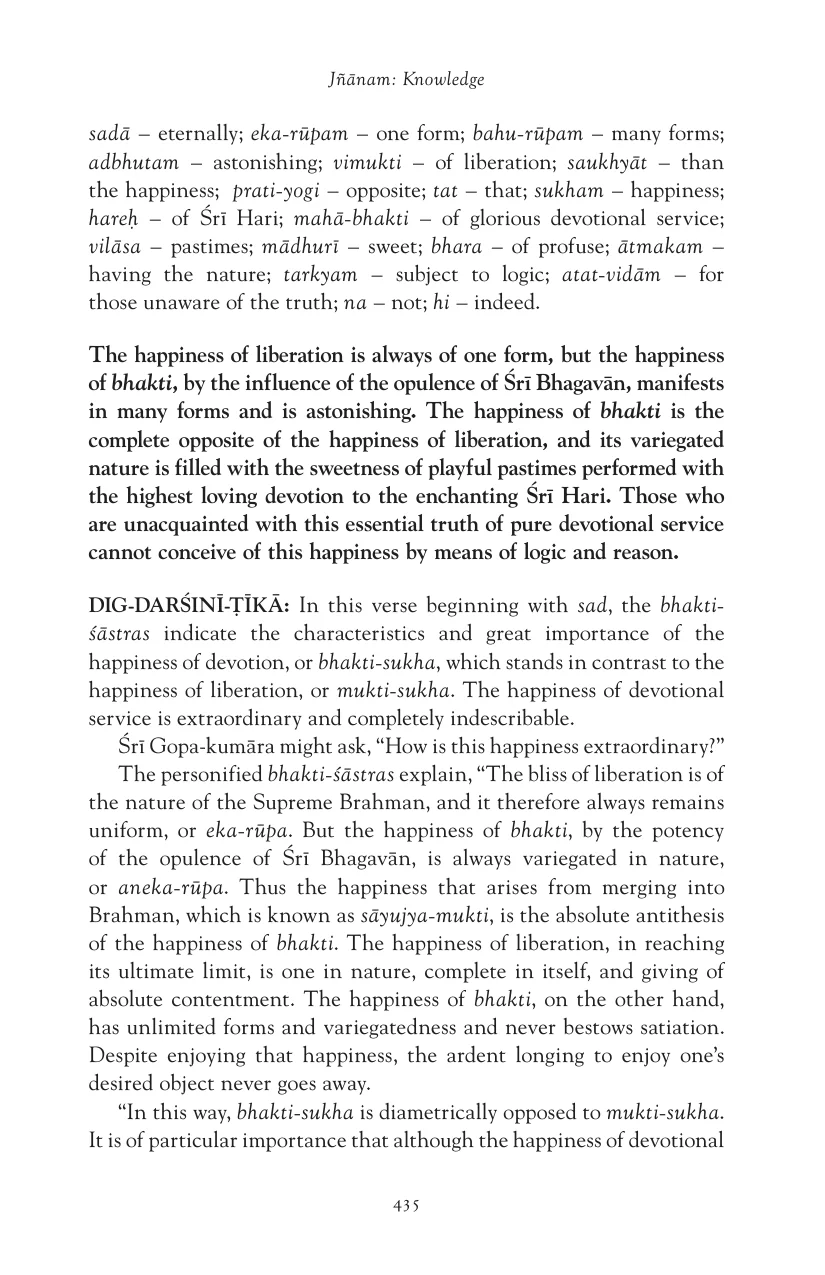 Jñānam: Knowledge
sadā – eternally; eka-rūpam – one form; bahu-rūpam – many forms;
adbhutam – astonishing; vimukti – of liberation; saukhyāt – than
the happiness; prati-yogi – opposite; tat – that; sukham – happiness;
hareḥ – of Śrī Hari; mahā-bhakti – of glorious devotional service;
vilāsa – pastimes; mādhurī – sweet; bhara – of profuse; ātmakam –
having the nature; tarkyam – subject to logic; atat-vidām – for
those unaware of the truth; na – not; hi – indeed.
The happiness of liberation is always of one form, but the happiness
of bhakti, by the influence of the opulence of Śrī Bhagavān, manifests
in many forms and is astonishing. The happiness of bhakti is the
complete opposite of the happiness of liberation, and its variegated
nature is filled with the sweetness of playful pastimes performed with
the highest loving devotion to the enchanting Śrī Hari. Those who
are unacquainted with this essential truth of pure devotional service
cannot conceive of this happiness by means of logic and reason.
DIG-DARŚINĪ-ṬĪKĀ: In this verse beginning with sad, the bhakti-
śāstras indicate the characteristics and great importance of the
happiness of devotion, or bhakti-sukha, which stands in contrast to the
happiness of liberation, or mukti-sukha. The happiness of devotional
service is extraordinary and completely indescribable.
Śrī Gopa-kumāra might ask, “How is this happiness extraordinary?”
The personified bhakti-śāstras explain, “The bliss of liberation is of
the nature of the Supreme Brahman, and it therefore always remains
uniform, or eka-rūpa. But the happiness of bhakti, by the potency
of the opulence of Śrī Bhagavān, is always variegated in nature,
or aneka-rūpa. Thus the happiness that arises from merging into
Brahman, which is known as sāyujya-mukti, is the absolute antithesis
of the happiness of bhakti. The happiness of liberation, in reaching
its ultimate limit, is one in nature, complete in itself, and giving of
absolute contentment. The happiness of bhakti, on the other hand,
has unlimited forms and variegatedness and never bestows satiation.
Despite enjoying that happiness, the ardent longing to enjoy one’s
desired object never goes away.
“In this way, bhakti-sukha is diametrically opposed to mukti-sukha.
It is of particular importance that although the happiness of devotional
435